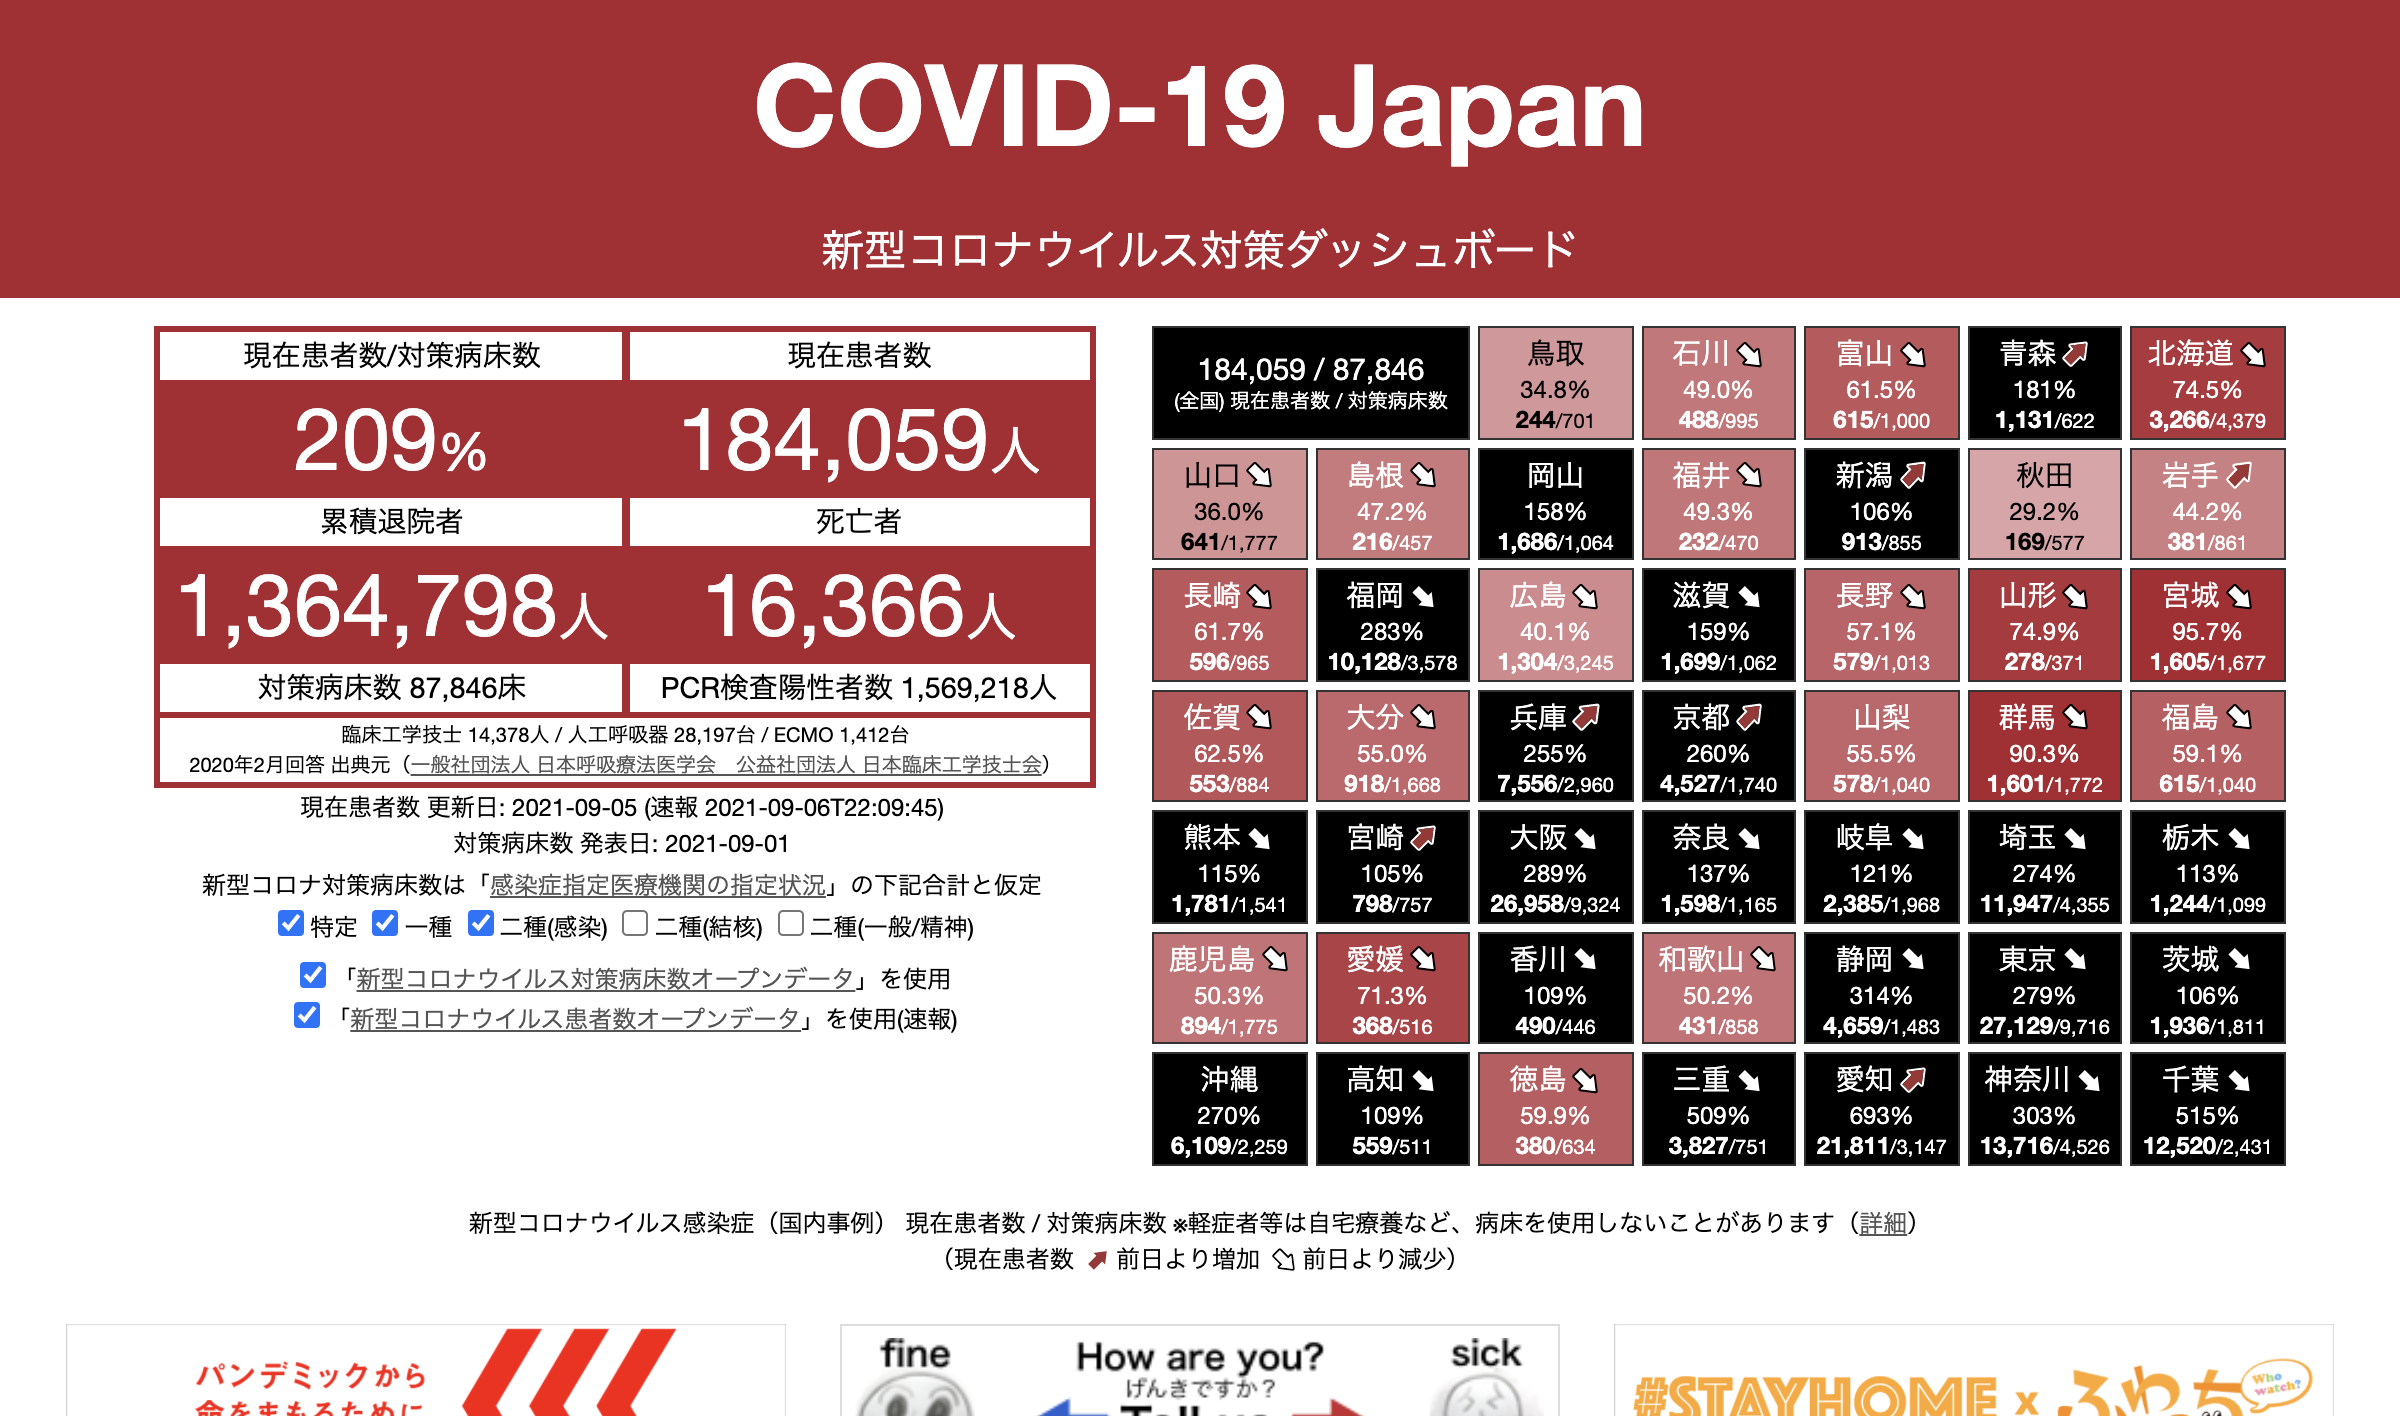 COVID-19 Japan
新型コロナウイルス対策ダッシュボード
現在患者数/対策病床数
現在患者数
209%
184,059人
累積退院者
死亡者
1,364,798人
16,366人
対策病床数 87,846床
PCR検査陽性者数 1,569,218人
臨床工学技士 14,378人 / 人工呼吸器 28,197台 / ECMO 1,412台
2020年2月回答 出典元（一般社団法人 日本呼吸療法医学会　公益社団法人 日本臨床工学技士会）
現在患者数 更新日: 2021-09-05 (速報 2021-09-06T22:09:45)
対策病床数 発表日: 2021-09-01
新型コロナ対策病床数は「感染症指定医療機関の指定状況」の下記合計と仮定
特定 一種 二種(感染) 二種(結核) 二種(一般/精神)
「新型コロナウイルス対策病床数オープンデータ」を使用
「新型コロナウイルス患者数オープンデータ」を使用(速報)
184,059 / 87,846
(全国) 現在患者数 / 対策病床数
鳥取
34.8%
244/701
石川
49.0%
488/995
富山
61.5%
615/1,000
青森
181%
1,131/622
北海道
74.5%
3,266/4,379
山口
36.0%
641/1,777
島根
47.2%
216/457
岡山
158%
1,686/1,064
福井
49.3%
232/470
新潟
106%
913/855
秋田
29.2%
169/577
岩手
44.2%
381/861
長崎
61.7%
596/965
福岡
283%
10,128/3,578
広島
40.1%
1,304/3,245
滋賀
159%
1,699/1,062
長野
57.1%
579/1,013
山形
74.9%
278/371
宮城
95.7%
1,605/1,677
佐賀
62.5%
553/884
大分
55.0%
918/1,668
兵庫
255%
7,556/2,960
京都
260%
4,527/1,740
山梨
55.5%
578/1,040
群馬
90.3%
1,601/1,772
福島
59.1%
615/1,040
熊本
115%
1,781/1,541
宮崎
105%
798/757
大阪
289%
26,958/9,324
奈良
137%
1,598/1,165
岐阜
121%
2,385/1,968
埼玉
274%
11,947/4,355
栃木
113%
1,244/1,099
鹿児島
50.3%
894/1,775
愛媛
71.3%
368/516
香川
109%
490/446
和歌山
50.2%
431/858
静岡
314%
4,659/1,483
東京
279%
27,129/9,716
茨城
106%
1,936/1,811
沖縄
270%
6,109/2,259
高知
109%
559/511
徳島
59.9%
380/634
三重
509%
3,827/751
愛知
693%
21,811/3,147
神奈川
303%
13,716/4,526
千葉
515%
12,520/2,431
新型コロナウイルス感染症（国内事例） 現在患者数 / 対策病床数 ※軽症者等は自宅療養など、病床を使用しないことがあります（詳細）
（現在患者数 前日より増加 前日より減少）
パンデミックから
命をまもるために
fine
How are you?
sick
げんきですか？
Tell us
#STAYHOME x ふわっち
Who watch?